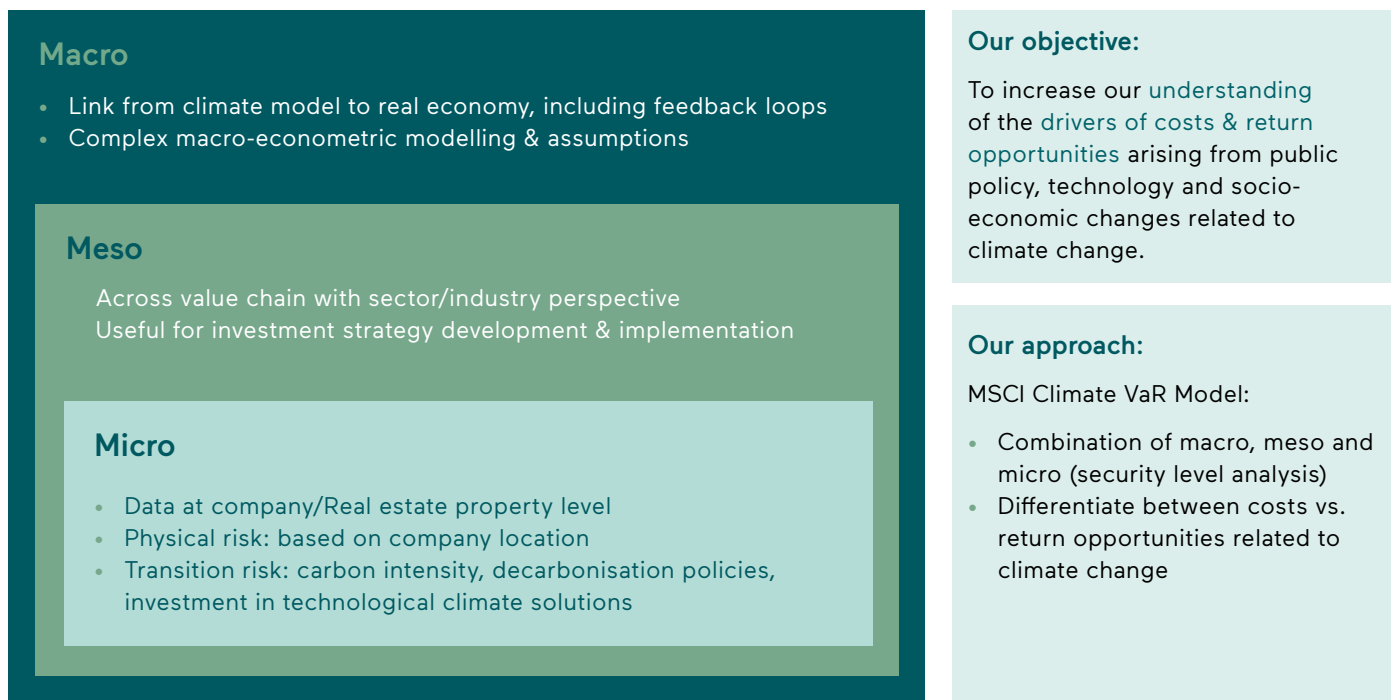 Macro
• Link from climate model to real economy, including feedback loops
• Complex macro-econometric modelling & assumptions
Meso
Across value chain with sector/industry perspective
Useful for investment strategy development & implementation
Micro
• Data at company/Real estate property level
• Physical risk: based on company location
• Transition risk: carbon intensity, decarbonisation policies,
investment in technological climate solutions
Our objective:
To increase our understanding
of the drivers of costs & return
opportunities arising from public
policy, technology and socio-
economic changes related to
climate change.
Our approach:
MSCI Climate VaR Model:
• Combination of macro, meso and
micro (security level analysis)
• Differentiate between costs vs.
return opportunities related to
climate change